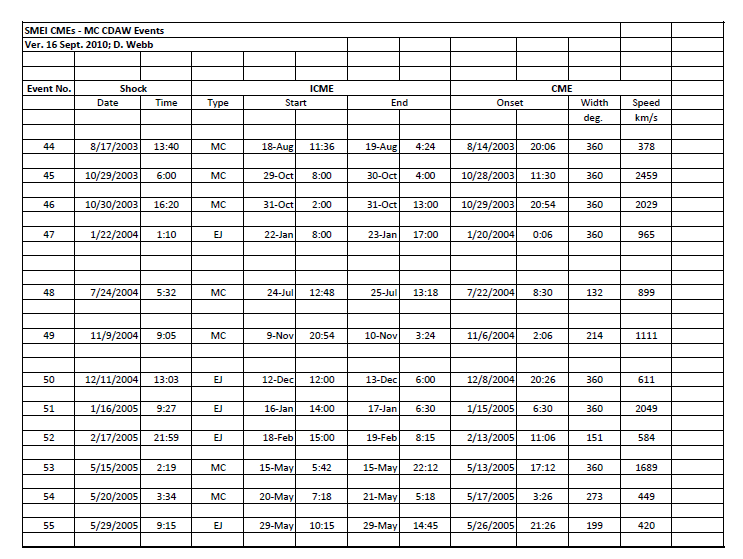 SMEI CMEs - MC CDAW Events
Ver. 16 Sept. 2010; D. Webb
Event No. Shock ICME CME
Date Time Type Start End Onset Width Speed
deg. km/s
44 8/17/2003 13:40 MC 18-Aug 11:36 19-Aug 4:24 8/14/2003 20:06 360 378
45 10/29/2003 6:00 MC 29-Oct 8:00 30-Oct 4:00 10/28/2003 11:30 360 2459
46 10/30/2003 16:20 MC 31-Oct 2:00 31-Oct 13:00 10/29/2003 20:54 360 2029
47 1/22/2004 1:10 EJ 22-Jan 8:00 23-Jan 17:00 1/20/2004 0:06 360 965
48 7/24/2004 5:32 MC 24-Jul 12:48 25-Jul 13:18 7/22/2004 8:30 132 899
49 11/9/2004 9:05 MC 9-Nov 20:54 10-Nov 3:24 11/6/2004 2:06 214 1111
50 12/11/2004 13:03 EJ 12-Dec 12:00 13-Dec 6:00 12/8/2004 20:26 360 611
51 1/16/2005 9:27 EJ 16-Jan 14:00 17-Jan 6:30 1/15/2005 6:30 360 2049
52 2/17/2005 21:59 EJ 18-Feb 15:00 19-Feb 8:15 2/13/2005 11:06 151 584
53 5/15/2005 2:19 MC 15-May 5:42 15-May 22:12 5/13/2005 17:12 360 1689
54 5/20/2005 3:34 MC 20-May 7:18 21-May 5:18 5/17/2005 3:26 273 449
55 5/29/2005 9:15 EJ 29-May 10:15 29-May 14:45 5/26/2005 21:26 199 420